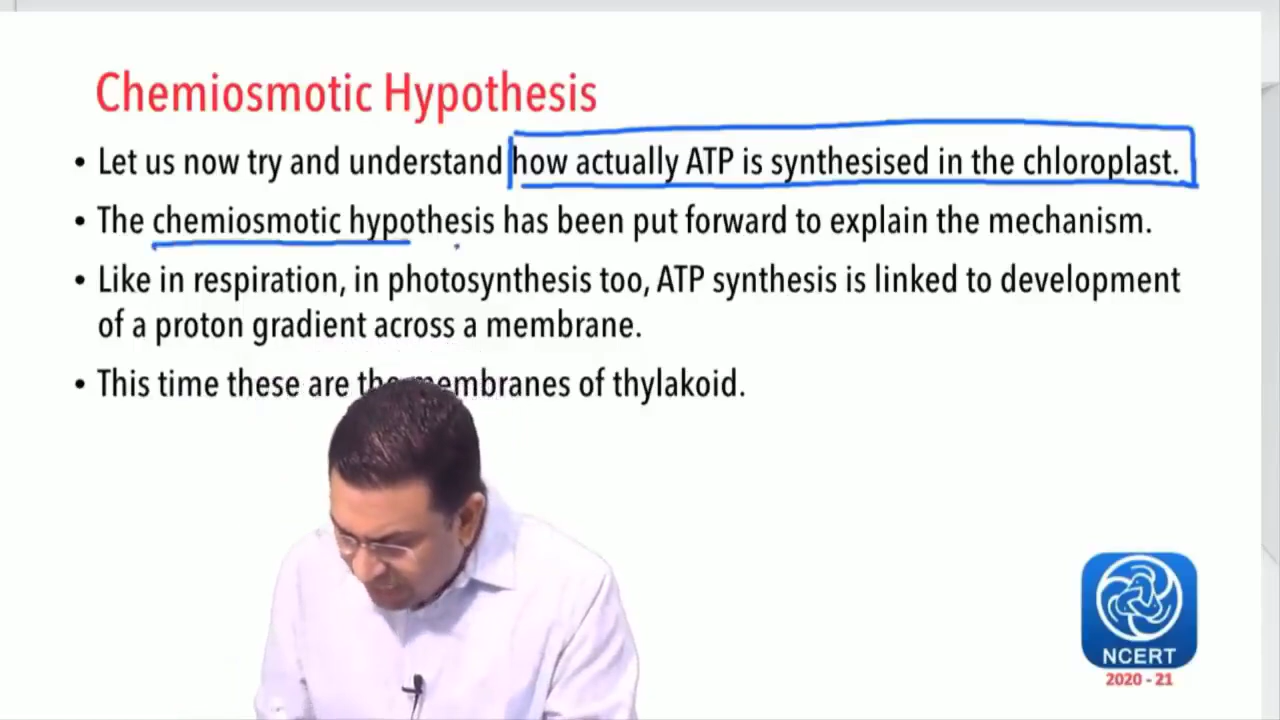 Chemiosmotic Hypothesis
• Let us now try and understand how actually ATP is synthesised in the chloroplast.
• The chemiosmotic hypothesis has been put forward to explain the mechanism.
• Like in respiration, in photosynthesis too, ATP synthesis is linked to development
of a proton gradient across a membrane.
• This time these are the membranes of thylakoid.
NCERT
2020 - 21